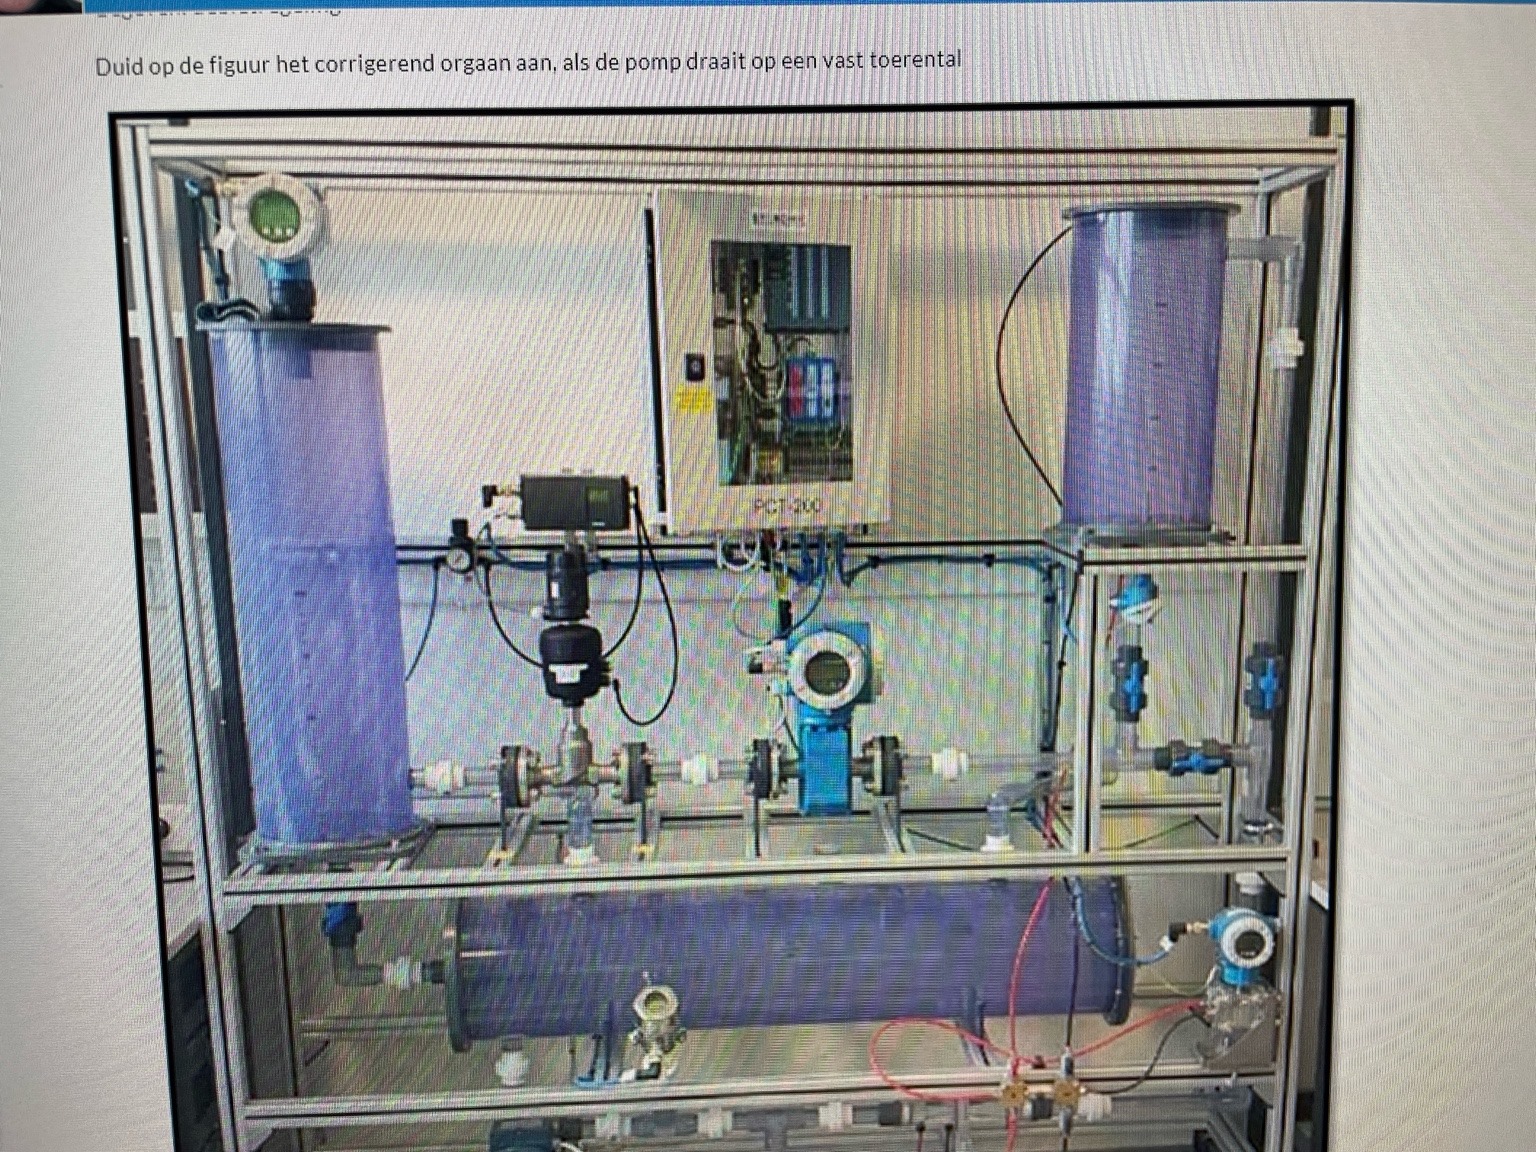 Duid op de figuur het corrigerend orgaan aan, als de pomp draait op een vast toerental
PCT-200